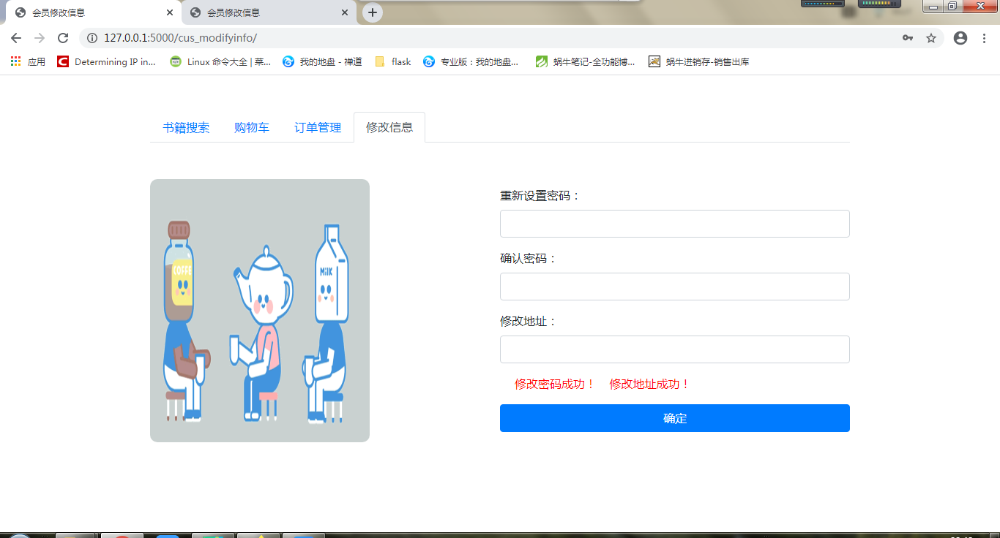 会员修改信息 会员修改信息
127.0.0.1:5000/cus_modifyinfo/
应用 Determining IP in... Linux 命令大全 | 菜... 我的地盘 - 禅道 flask 专业版：我的地盘... 蜗牛笔记-全功能博... 蜗牛进销存-销售出库
书籍搜索 购物车 订单管理 修改信息
COFFE
MilK
重新设置密码：
确认密码：
修改地址：
修改密码成功！ 修改地址成功！
确定